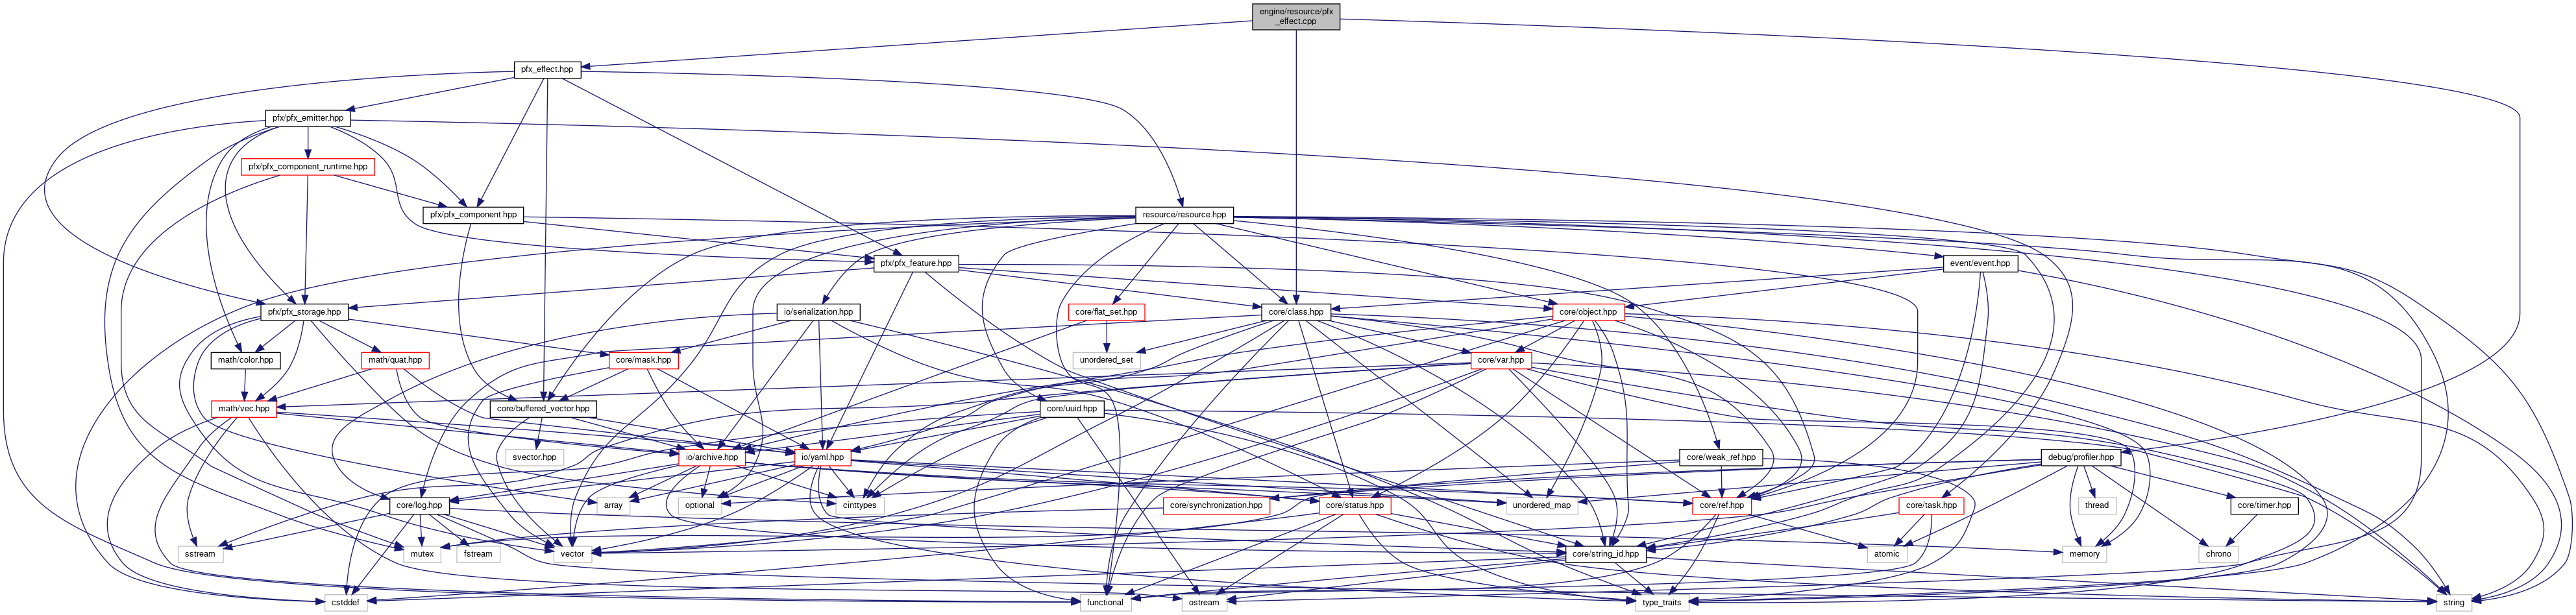 engine/resource/pfx
_effect.cpp
pfx_effect.hpp
pfx/pfx_emitter.hpp
pfx/pfx_component_runtime.hpp
pfx/pfx_component.hpp
resource/resource.hpp
pfx/pfx_feature.hpp
event/event.hpp
pfx/pfx_storage.hpp
io/serialization.hpp
core/flat_set.hpp
core/class.hpp
core/object.hpp
math/color.hpp
math/quat.hpp
core/mask.hpp
unordered_set
core/var.hpp
math/vec.hpp
core/buffered_vector.hpp
core/uuid.hpp
svector.hpp
io/archive.hpp
io/yaml.hpp
core/weak_ref.hpp
debug/profiler.hpp
core/log.hpp
array
optional
cinttypes
core/synchronization.hpp
core/status.hpp
unordered_map
core/ref.hpp
core/task.hpp
thread
core/timer.hpp
sstream
mutex
fstream
vector
core/string_id.hpp
atomic
memory
chrono
cstddef
functional
ostream
type_traits
string